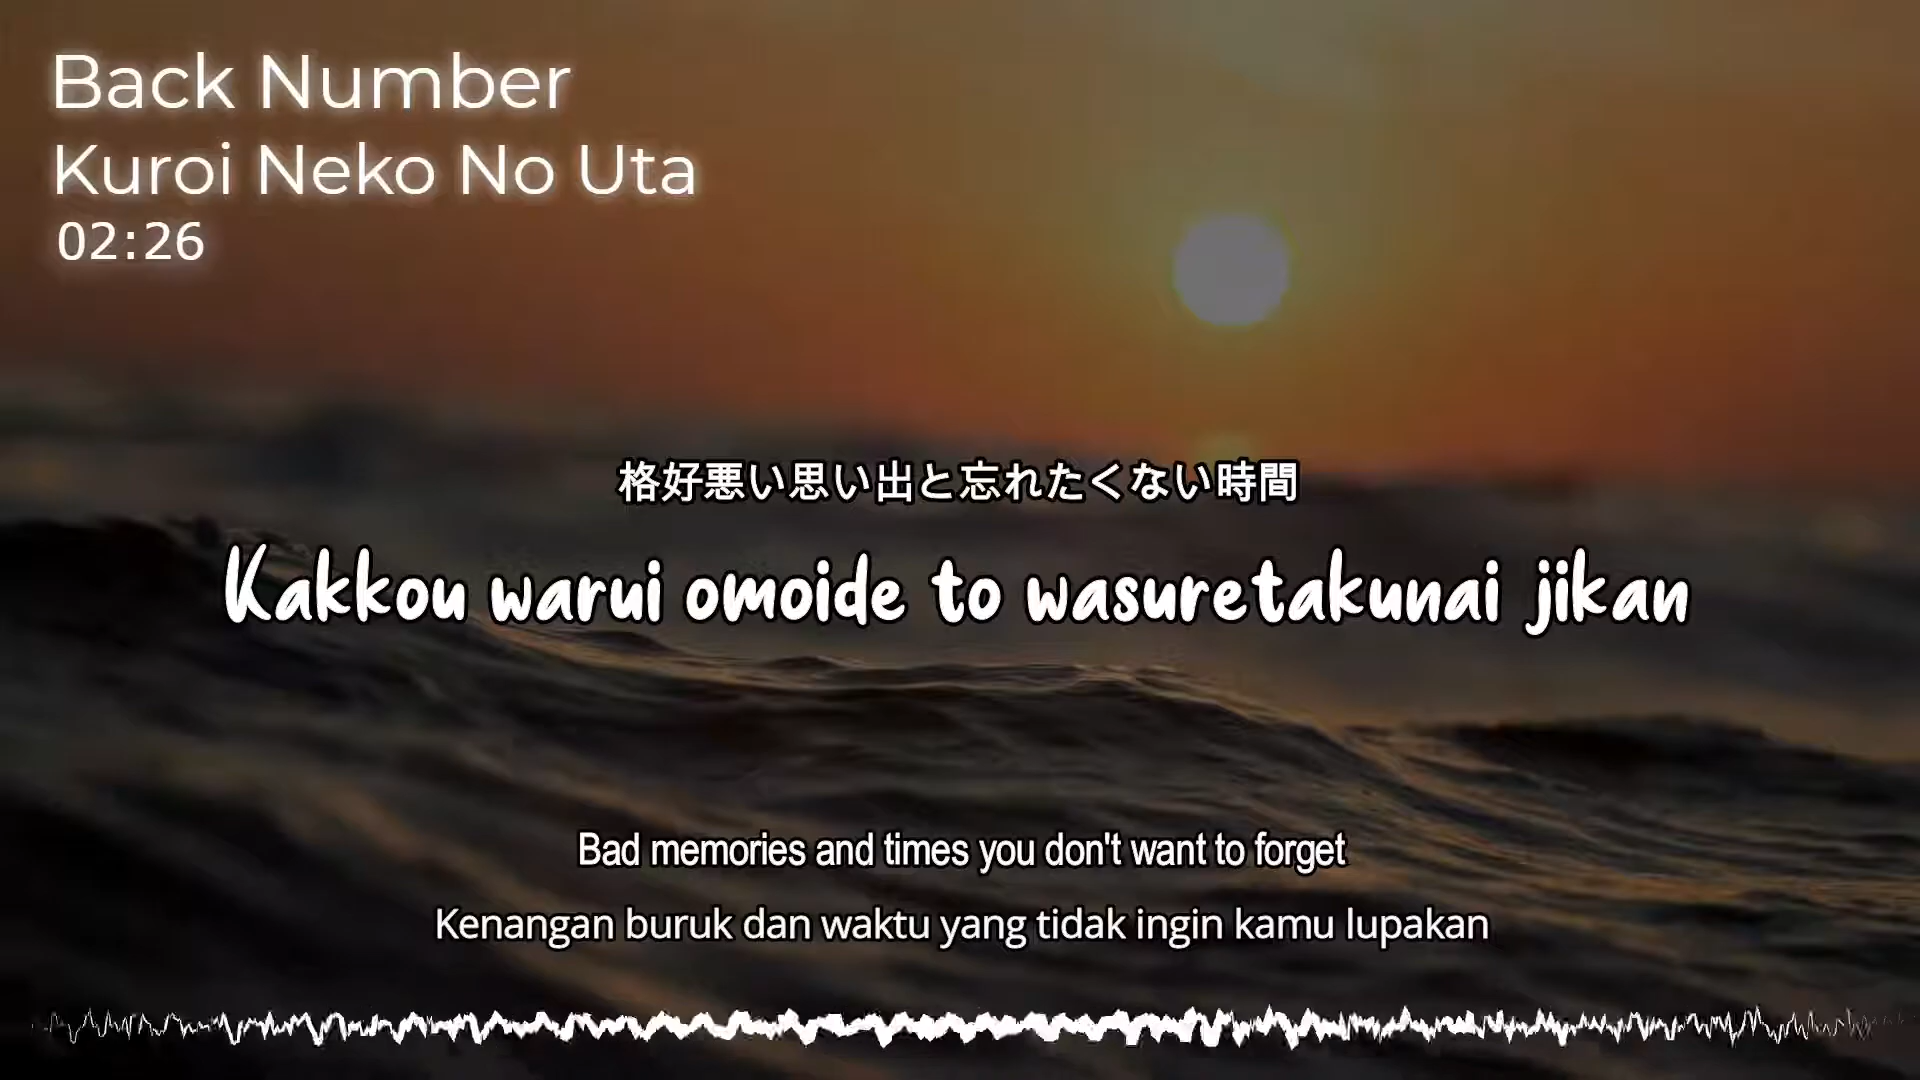 Back Number
Kuroi Neko No Uta
02:26
格好悪い思い出と忘れたくない時間
Kakkou warui omoide to wasuretakunai jikan
Bad memories and times you don't want to forget
Kenangan buruk dan waktu yang tidak ingin kamu lupakan